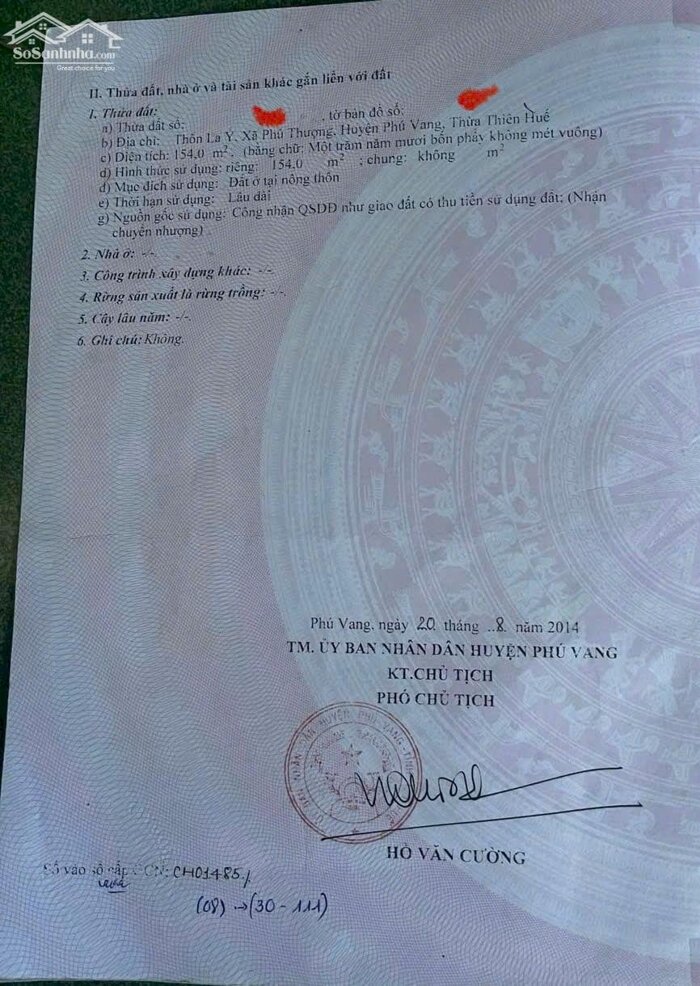 SoSanhnha.com
Great choice for you
II. Thửa đất, nhà ở và tài sản khác gắn liền với đất
1. Thửa đất:
a) Thửa đất số: , tờ bản đồ số:
b) Địa chỉ: Thôn La Ỷ, Xã Phú Thượng, Huyện Phú Vang, Thừa Thiên Huế
c) Diện tích: 154,0 m², (bằng chữ: Một trăm năm mươi bốn phảy không mét vuông)
d) Hình thức sử dụng: riêng: 154,0 m²; chung: không m²
đ) Mục đích sử dụng: Đất ở tại nông thôn
e) Thời hạn sử dụng: Lâu dài
g) Nguồn gốc sử dụng: Công nhận QSDĐ như giao đất có thu tiền sử dụng đất; (Nhận
chuyển nhượng)
2. Nhà ở: -/-.
3. Công trình xây dựng khác: -/-.
4. Rừng sản xuất là rừng trồng: -/-.
5. Cây lâu năm: -/-.
6. Ghi chú: Không.
Phú Vang, ngày 20 tháng ..8. năm 2014
TM. ỦY BAN NHÂN DÂN HUYỆN PHÚ VANG
KT.CHỦ TỊCH
PHÓ CHỦ TỊCH
HỒ VĂN CƯỜNG
Số vào sổ cấp GCN: CH01485./
(08) → (30 - 111)